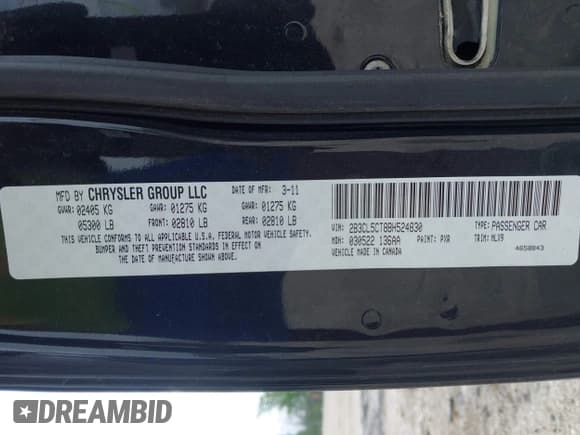 MFD BY CHRYSLER GROUP LLC DATE OF MFR: 3-11
GVWR: 02405 KG GAWR: 01275 KG GAWR: 01275 KG
05300 LB FRONT: 02810 LB REAR: 02810 LB
THIS VEHICLE CONFORMS TO ALL APPLICABLE U.S.A. FEDERAL MOTOR VEHICLE SAFETY,
BUMPER AND THEFT PREVENTION STANDARDS IN EFFECT ON
THE DATE OF MANUFACTURE SHOWN ABOVE.
VIN: 2B3CL5CT8BH524830 TYPE: PASSENGER CAR
MDH: 030522 136AA PAINT: PXR TRIM: MLX9
VEHICLE MADE IN CANADA 4658843
DREAMBID